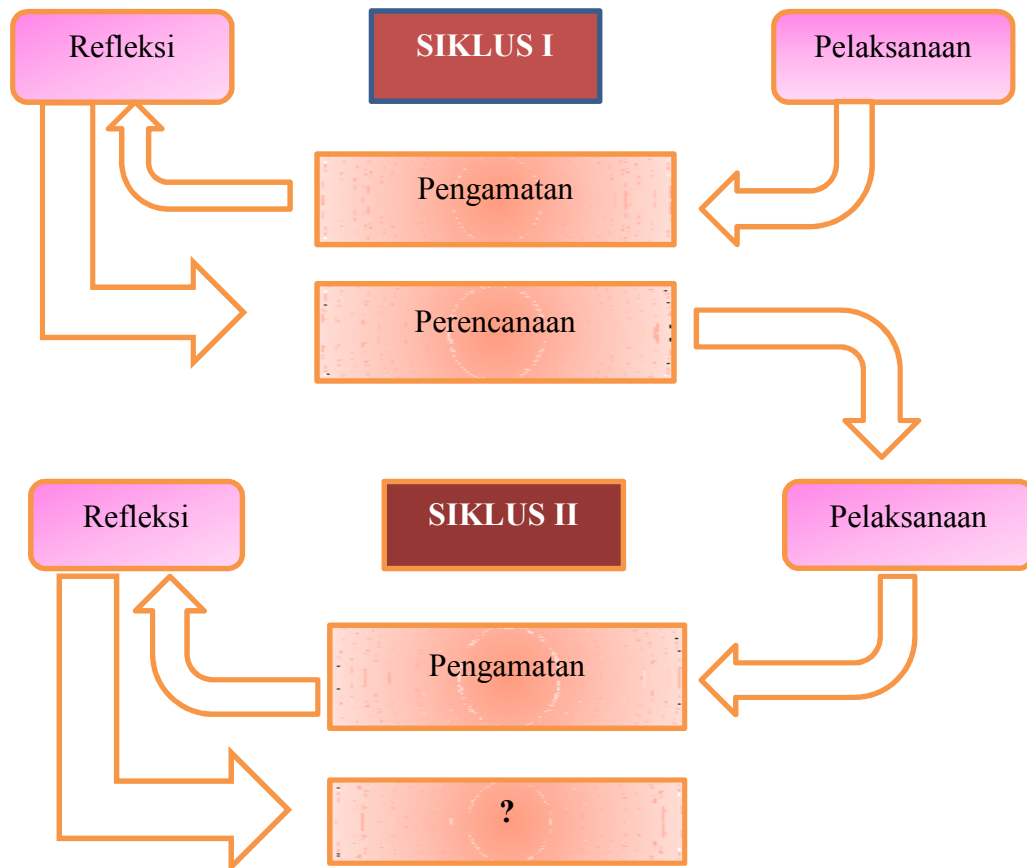 Refleksi
SIKLUS I
Pelaksanaan
Pengamatan
Perencanaan
Refleksi
SIKLUS II
Pelaksanaan
Pengamatan
?